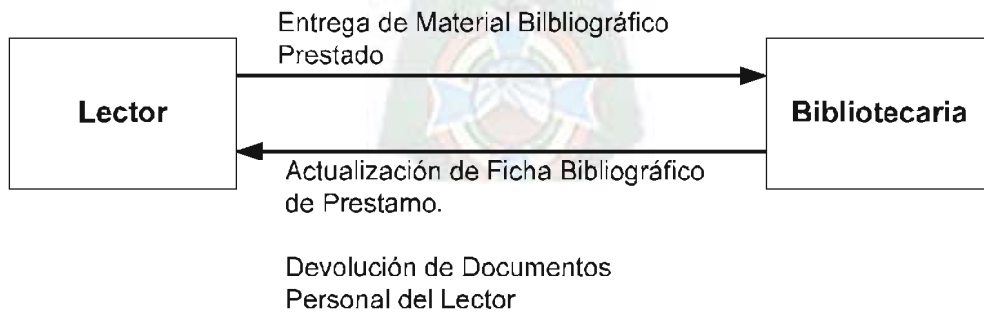 Entrega de Material Bilbliográfico
Prestado
Lector
Bibliotecaria
Actualización de Ficha Bibliográfico
de Prestamo.
Devolución de Documentos
Personal del Lector